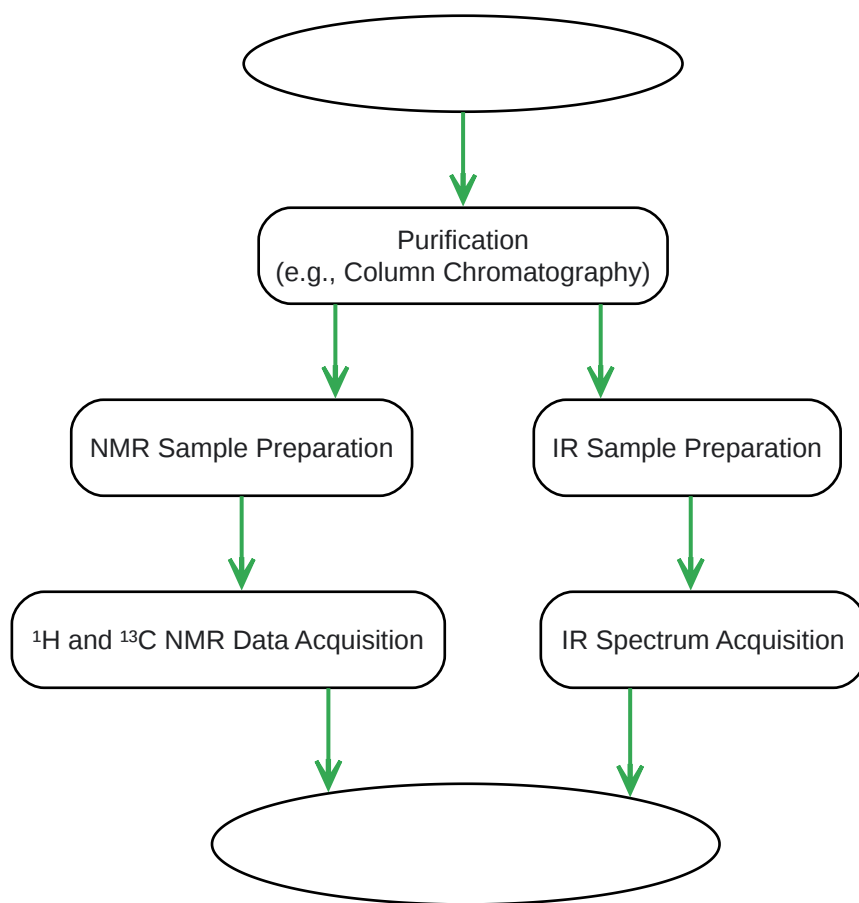 Purification
(e.g., Column Chromatography)
NMR Sample Preparation
IR Sample Preparation
¹H and ¹³C NMR Data Acquisition
IR Spectrum Acquisition